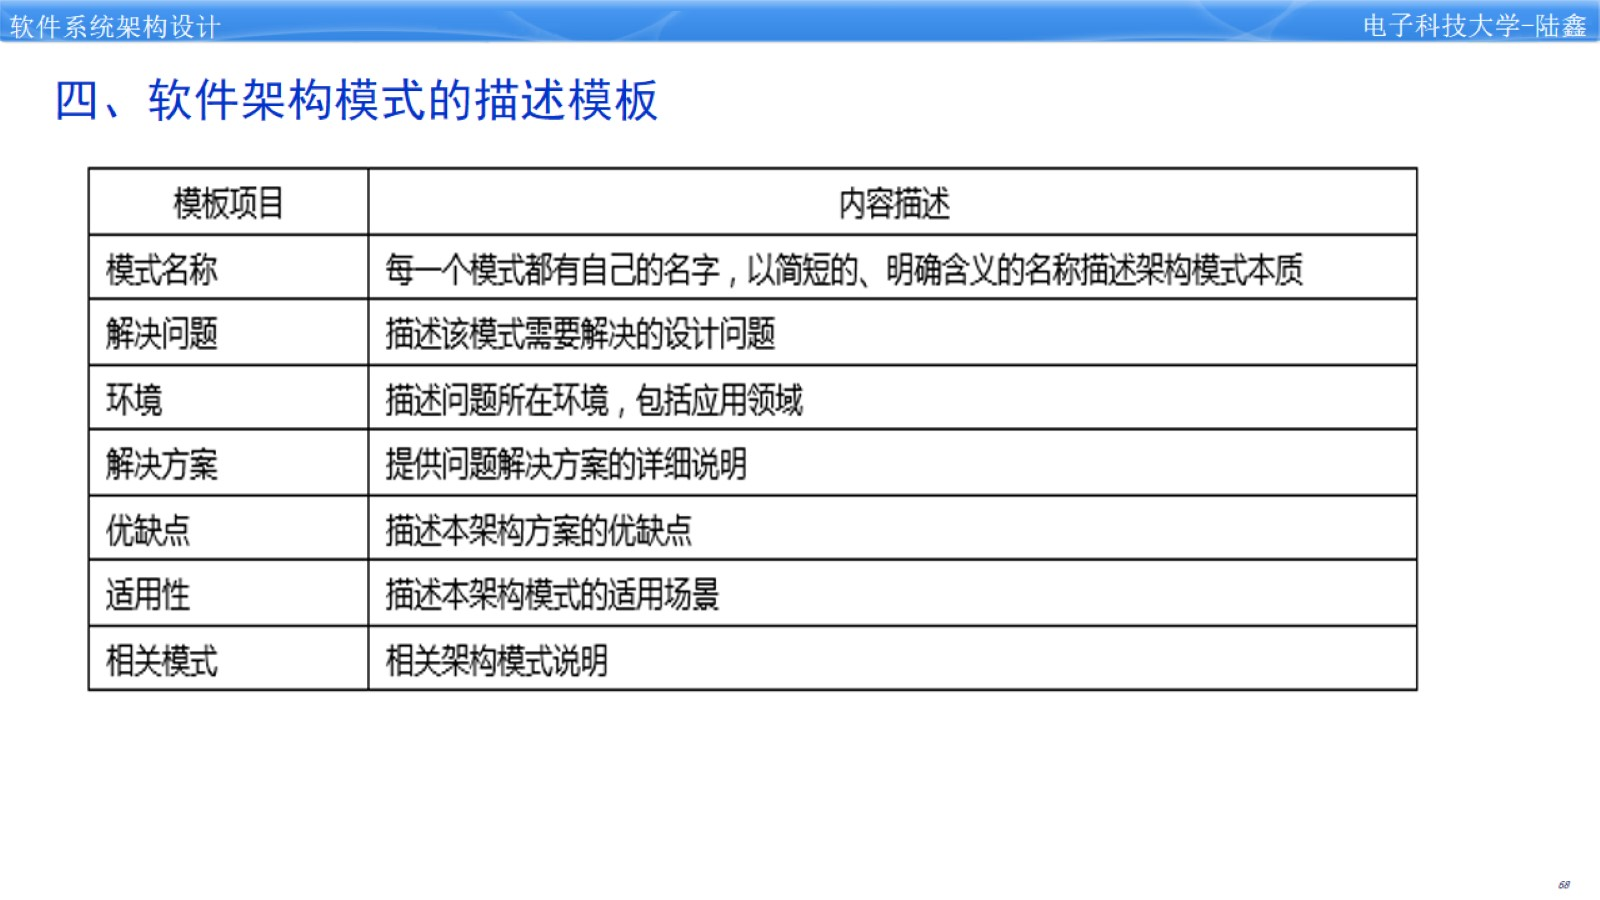 软件系统架构设计
电子科技大学-陆鑫
四、软件架构模式的描述模板
模板项目 内容描述
模式名称 每一个模式都有自己的名字，以简短的、明确含义的名称描述架构模式本质
解决问题 描述该模式需要解决的设计问题
环境 描述问题所在环境，包括应用领域
解决方案 提供问题解决方案的详细说明
优缺点 描述本架构方案的优缺点
适用性 描述本架构模式的适用场景
相关模式 相关架构模式说明
68